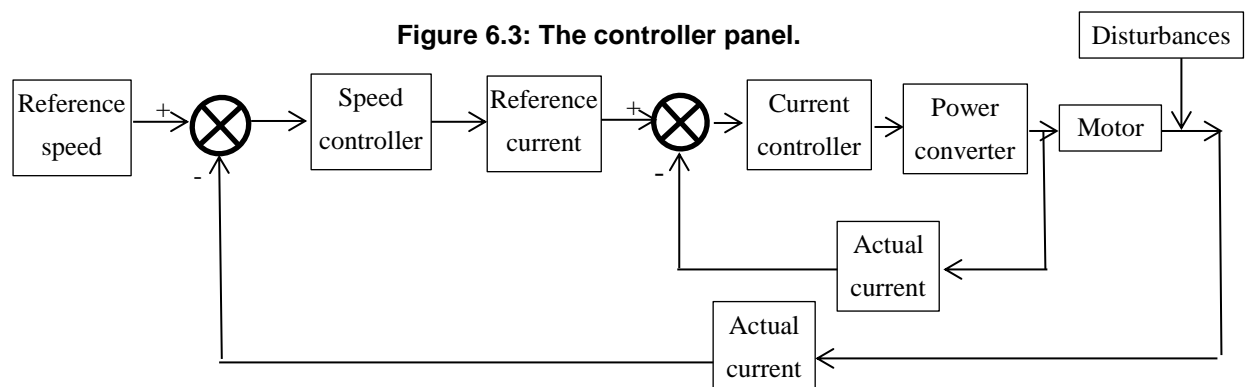 Figure 6.3: The controller panel.
Disturbances
Reference
speed
+
-
Speed
controller
Reference
current
+
-
Current
controller
Power
converter
Motor
Actual
current
Actual
current